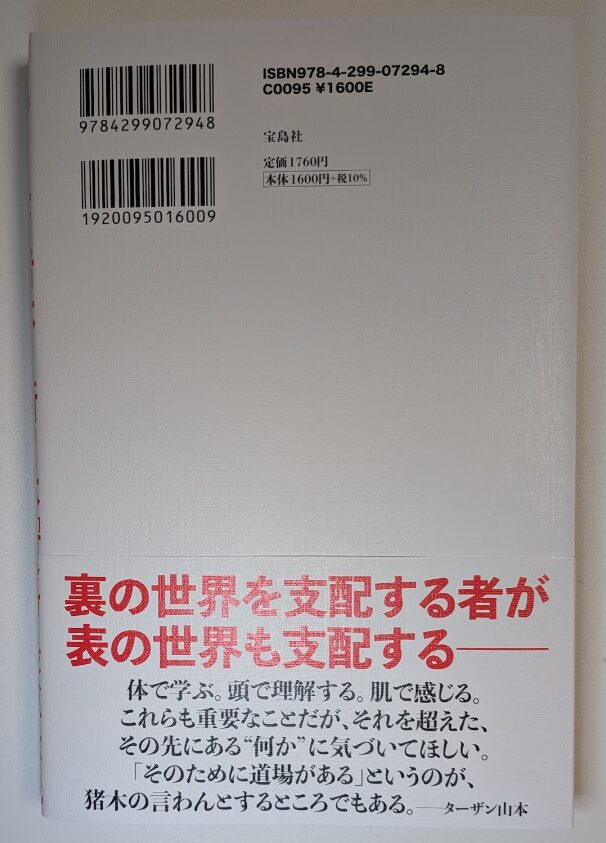 ISBN978-4-299-07294-8
C0095 ¥1600E
9784299072948
宝島社
定価1760円
本体1600円+税10%
1920095016009
裏の世界を支配する者が
表の世界も支配する――
体で学ぶ。頭で理解する。肌で感じる。
これらも重要なことだが、それを超えた、
その先にある“何か”に気づいてほしい。
「そのために道場がある」というのが、
猪木の言わんとするところでもある。――ターザン山本